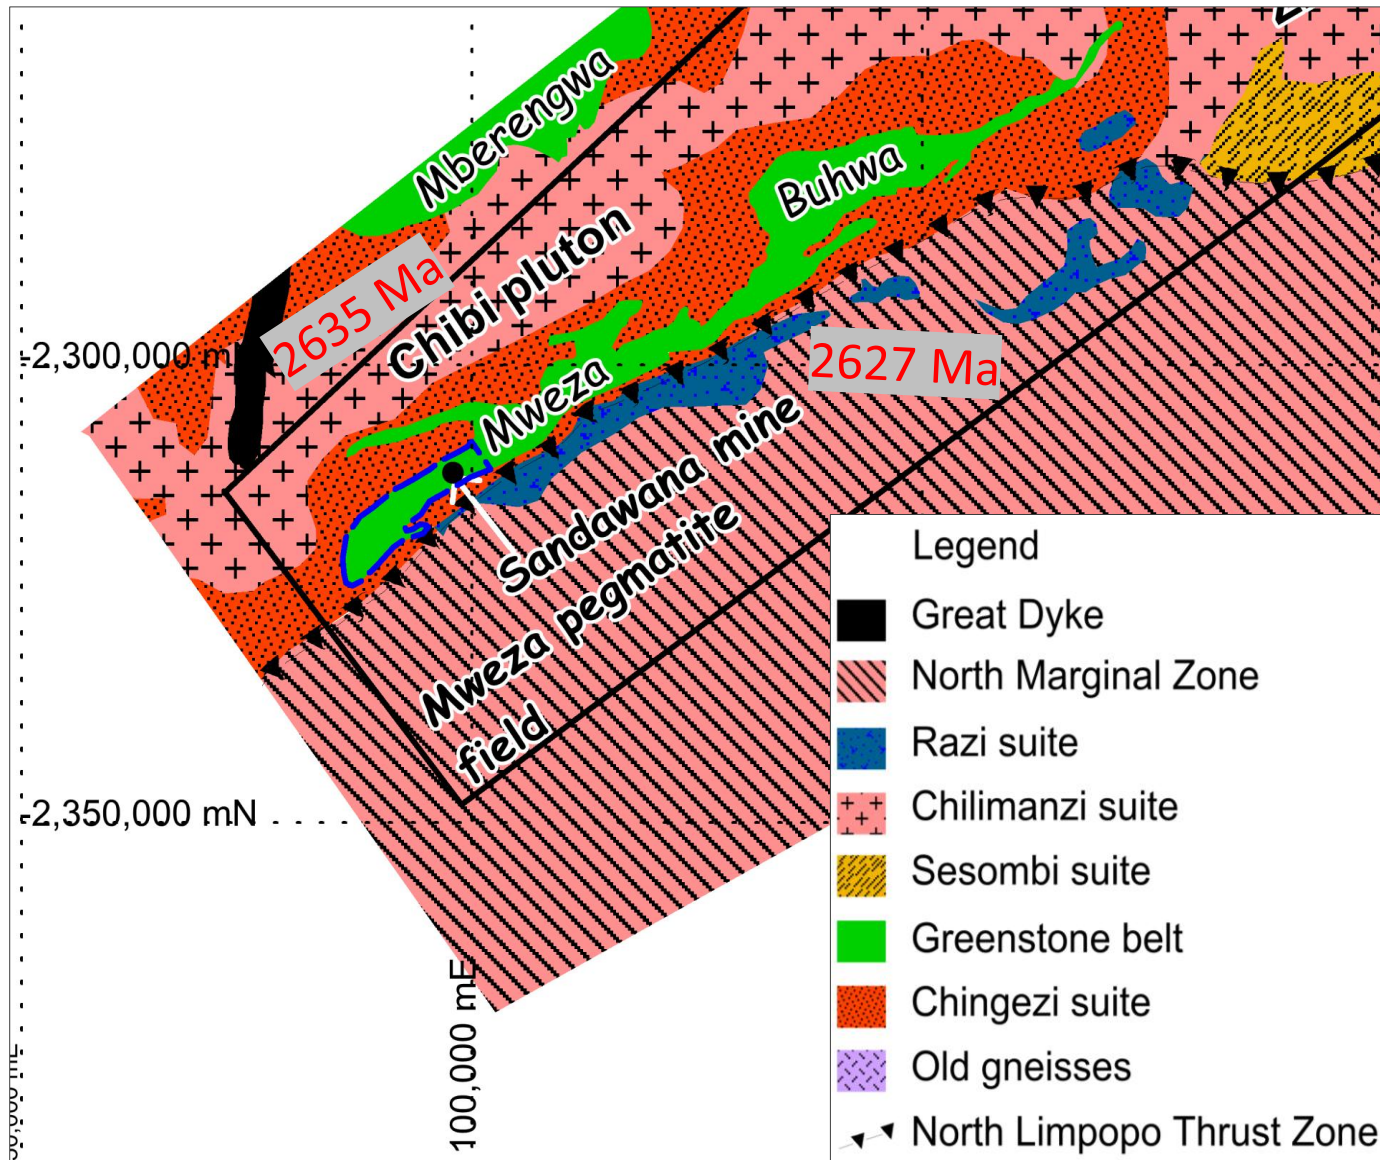 Mberengwa
Buhwa
2635 Ma
Chibi pluton
-2,300,000 mN
2627 Ma
Mweza
Sandawana mine
Mweza pegmatite
field
-2,350,000 mN
100,000 mE
Legend
Great Dyke
North Marginal Zone
Razi suite
Chilimanzi suite
Sesombi suite
Greenstone belt
Chingezi suite
Old gneisses
North Limpopo Thrust Zone